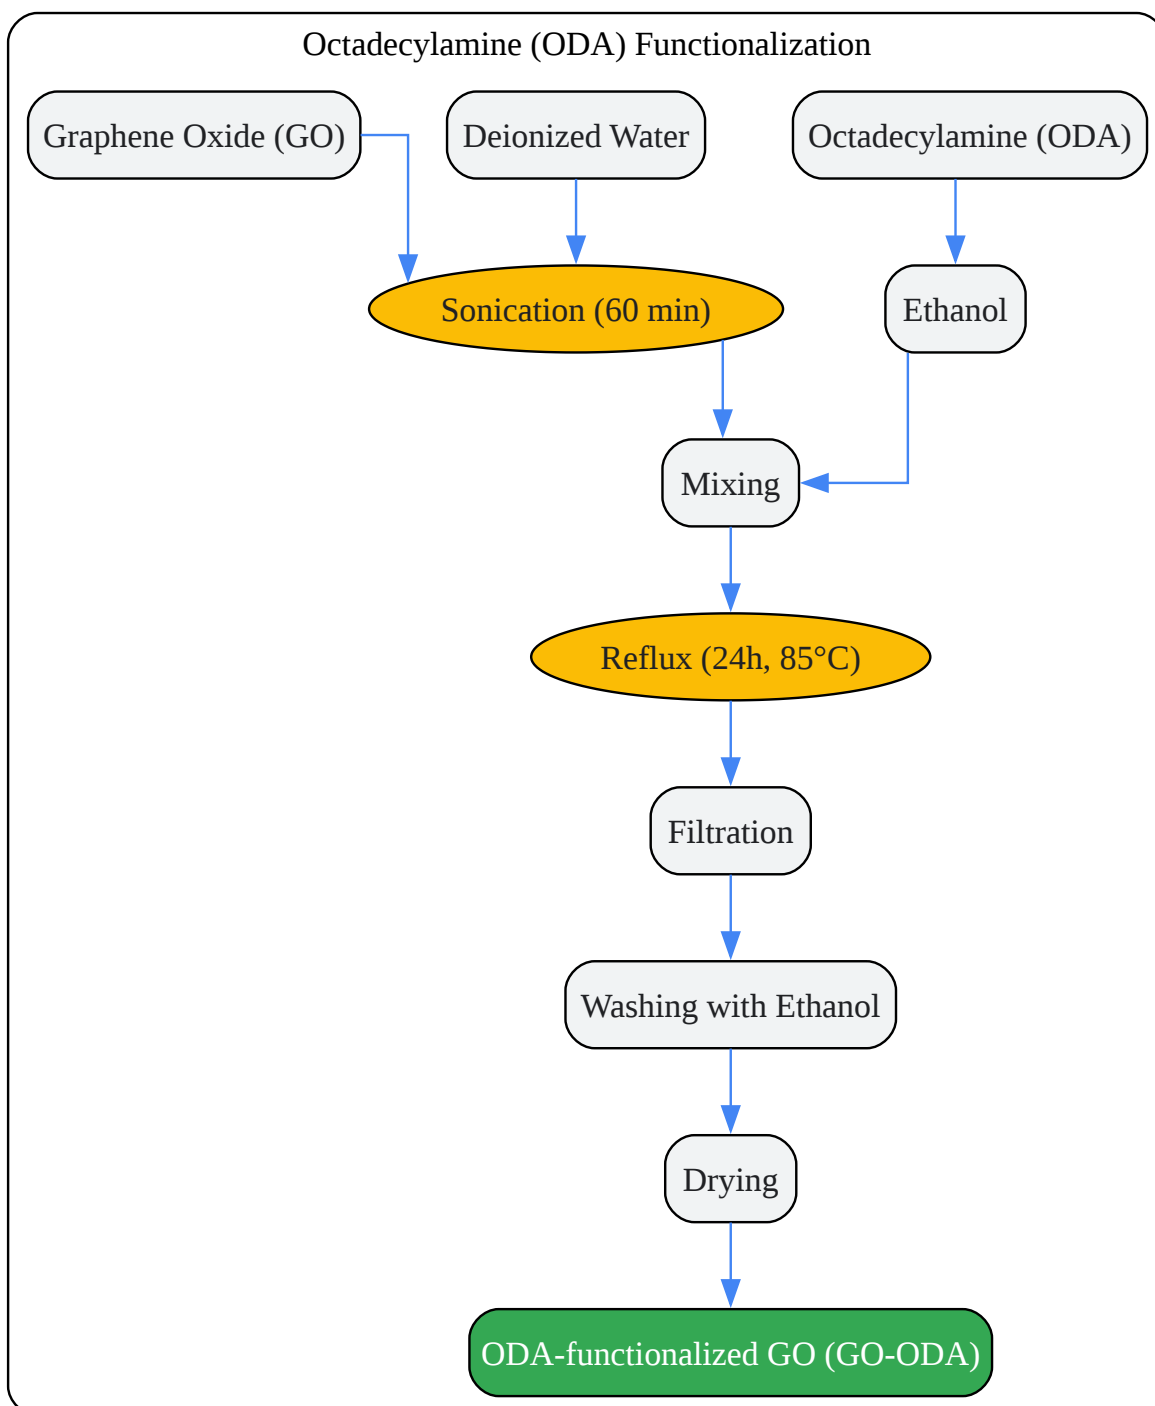 Octadecylamine (ODA) Functionalization
Graphene Oxide (GO)
Deionized Water
Octadecylamine (ODA)
Sonication (60 min)
Ethanol
Mixing
Reflux (24h, 85°C)
Filtration
Washing with Ethanol
Drying
ODA-functionalized GO (GO-ODA)